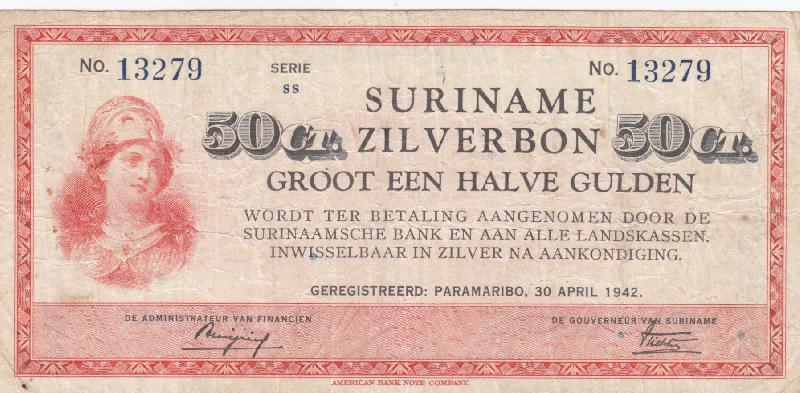 No. 13279
SERIE
SS
No. 13279
SURINAME
50 CT. ZILVERBON 50 CT.
GROOT EEN HALVE GULDEN
WORDT TER BETALING AANGENOMEN DOOR DE
SURINAAMSCHE BANK EN AAN ALLE LANDSKASSEN.
INWISSELBAAR IN ZILVER NA AANKONDIGING.
GEREGISTREERD: PARAMARIBO, 30 APRIL 1942.
DE ADMINISTRATEUR VAN FINANCIEN
DE GOUVERNEUR VAN SURINAME
AMERICAN BANK NOTE COMPANY.